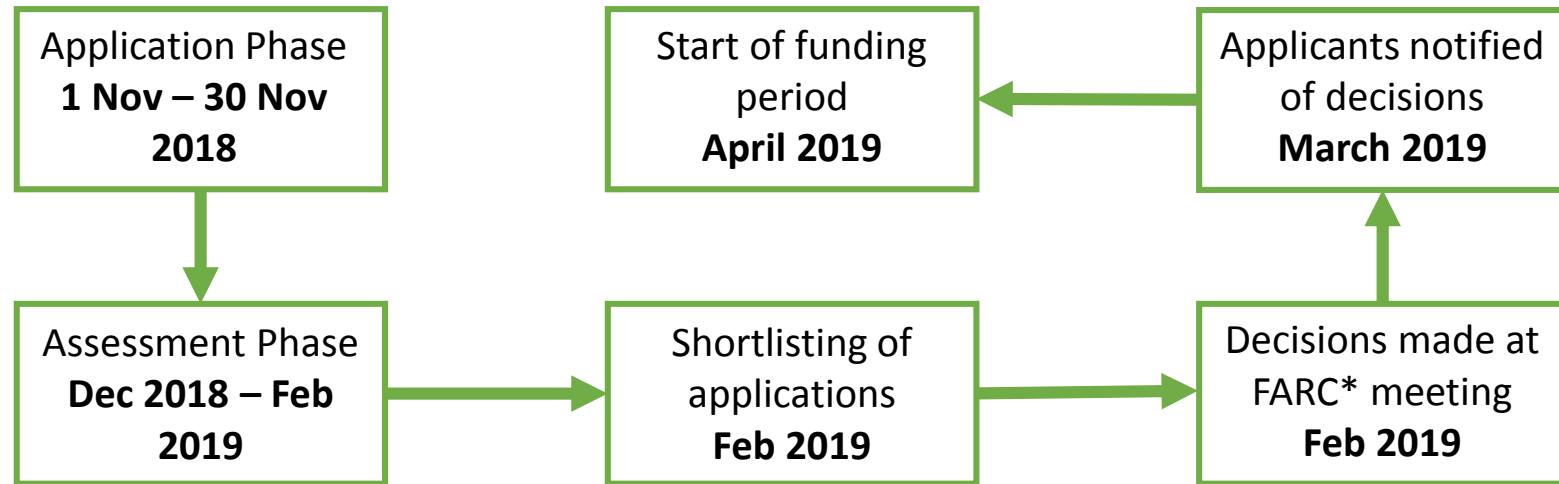 Application Phase
1 Nov – 30 Nov
2018
Assessment Phase
Dec 2018 – Feb
2019
Shortlisting of
applications
Feb 2019
Decisions made at
FARC* meeting
Feb 2019
Applicants notified
of decisions
March 2019
Start of funding
period
April 2019